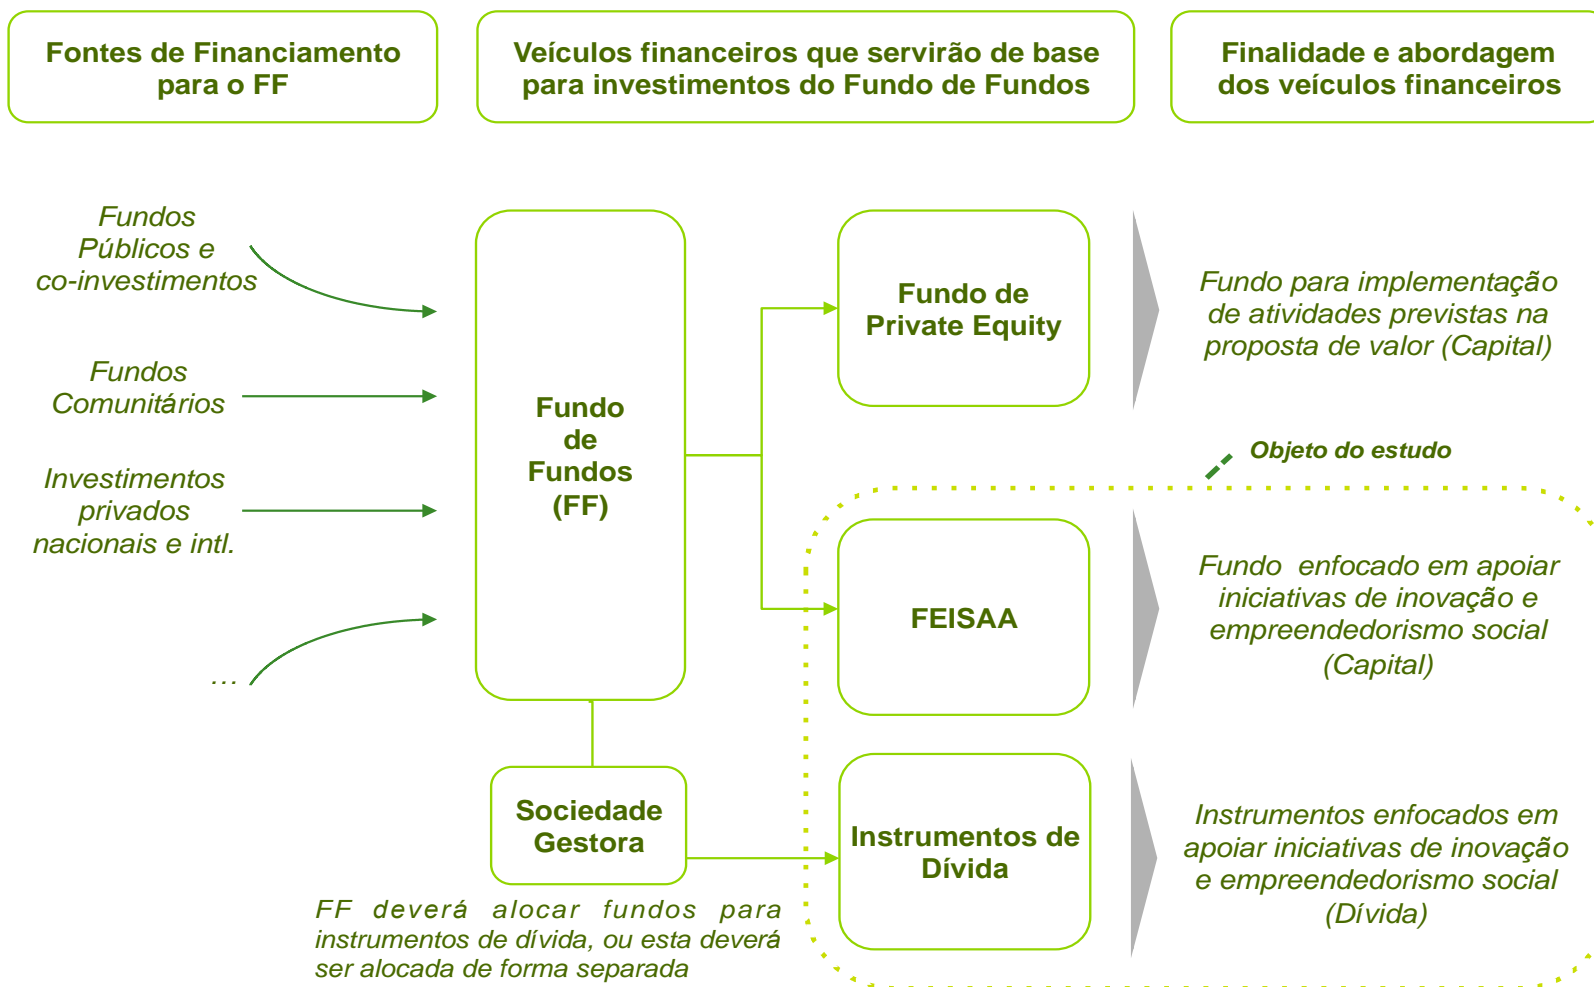 Fontes de Financiamento
para o FF
Veículos financeiros que servirão de base
para investimentos do Fundo de Fundos
Finalidade e abordagem
dos veículos financeiros
Fundos
Públicos e
co-investimentos
Fundos
Comunitários
Investimentos
privados
nacionais e intl.
...
Fundo
de
Fundos
(FF)
Sociedade
Gestora
FF deverá alocar fundos para
instrumentos de dívida, ou esta deverá
ser alocada de forma separada
Fundo de
Private Equity
FEISAA
Instrumentos de
Dívida
Fundo para implementação
de atividades previstas na
proposta de valor (Capital)
Objeto do estudo
Fundo enfocado em apoiar
iniciativas de inovação e
empreendedorismo social
(Capital)
Instrumentos enfocados em
apoiar iniciativas de inovação
e empreendedorismo social
(Dívida)